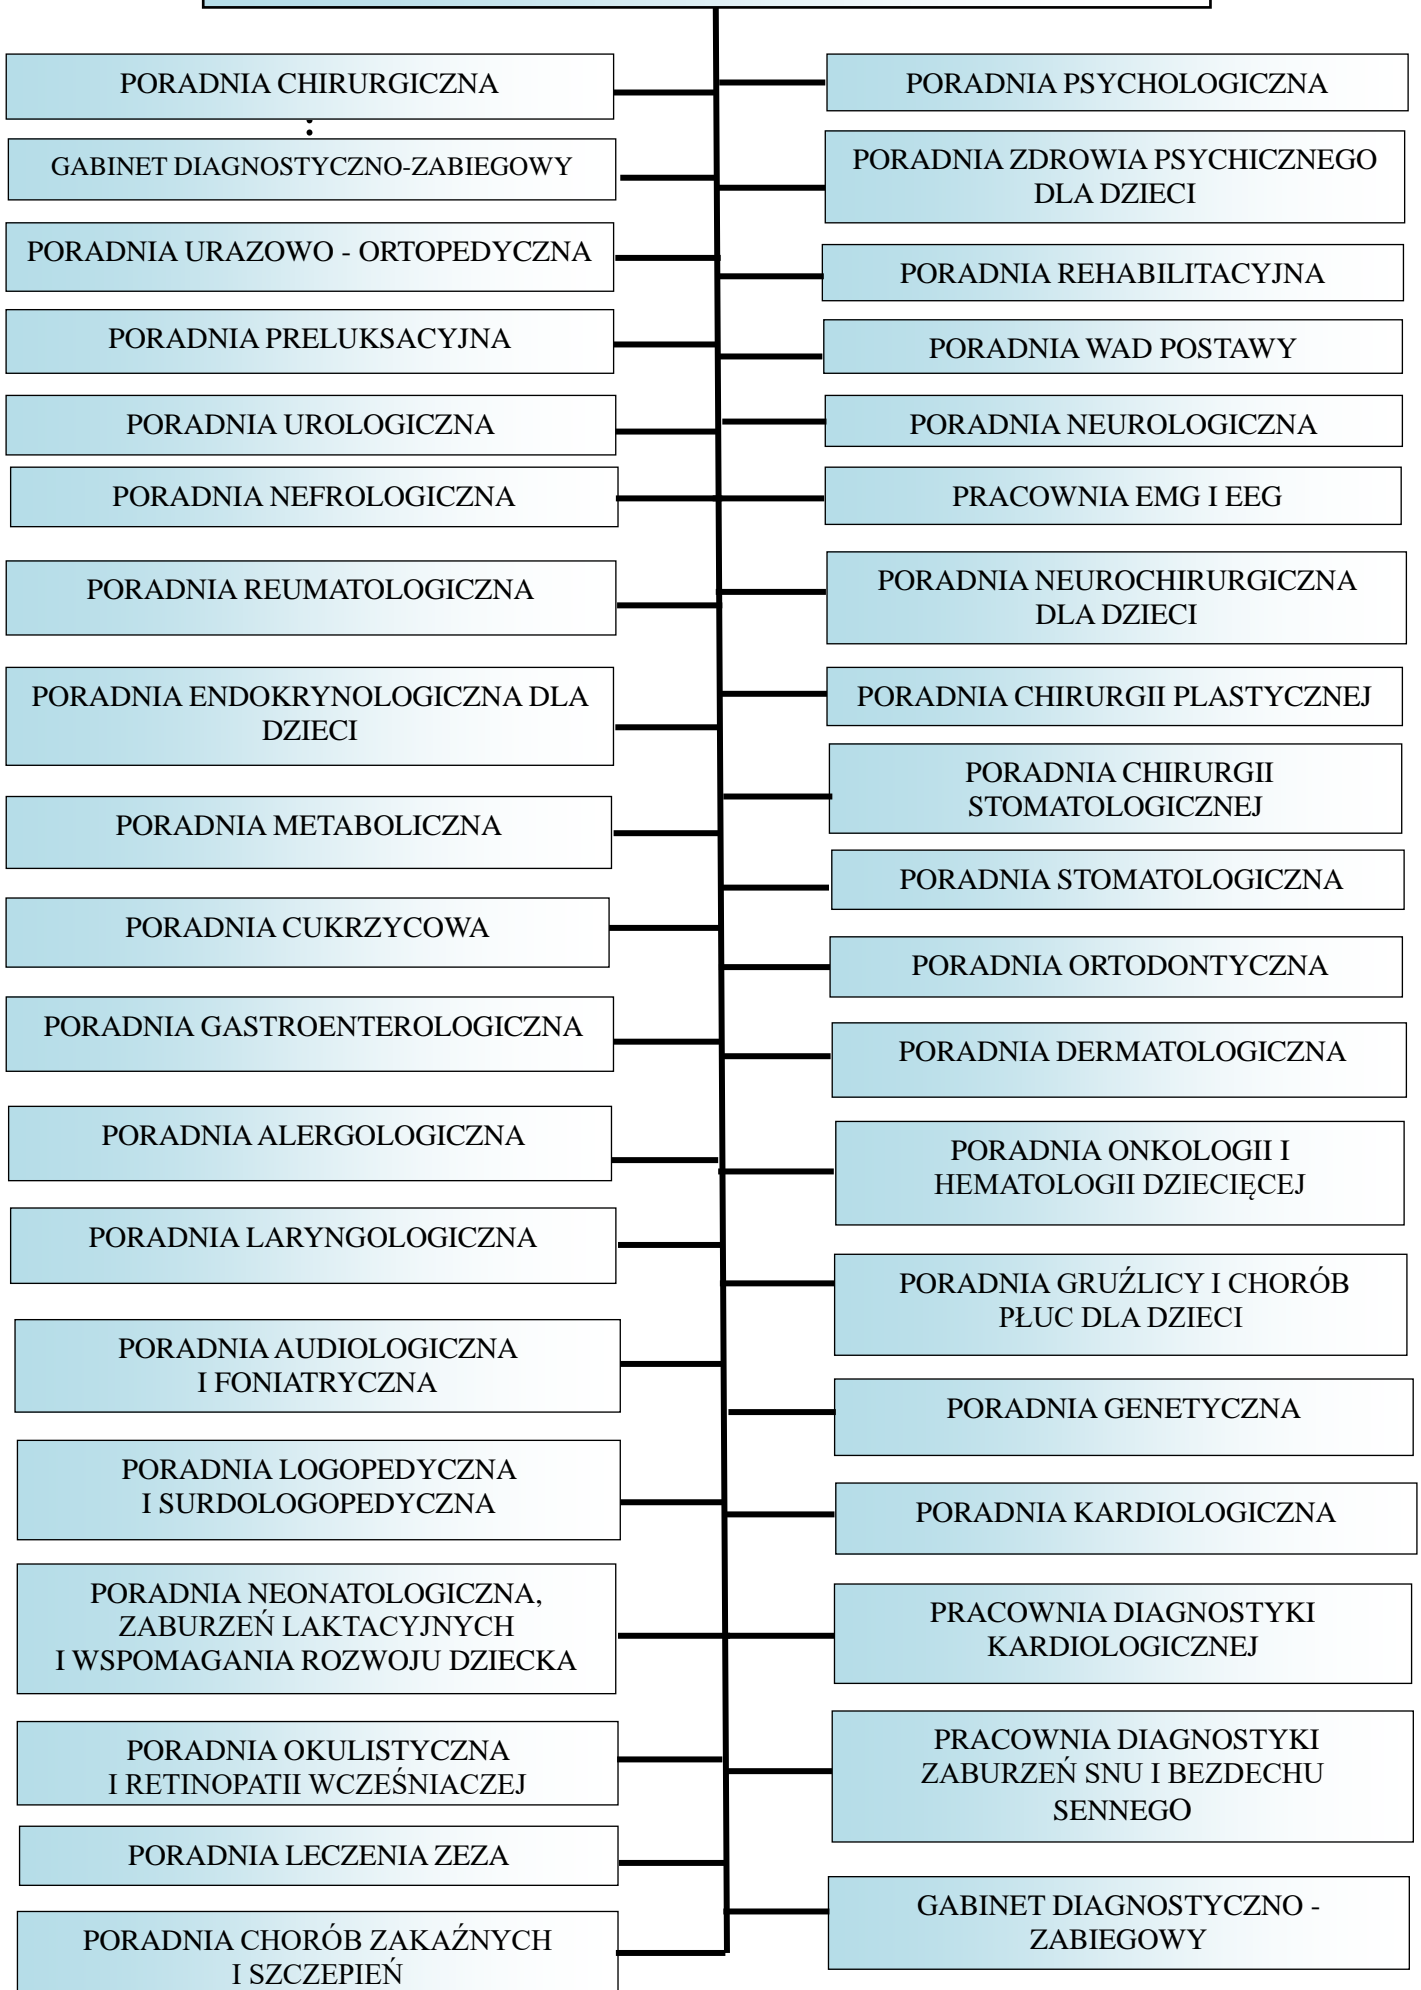 PORADNIA CHIRURGICZNA
GABINET DIAGNOSTYCZNO-ZABIEGOWY
PORADNIA URAZOWO - ORTOPEDYCZNA
PORADNIA PRELUKSACYJNA
PORADNIA UROLOGICZNA
PORADNIA NEFROLOGICZNA
PORADNIA REUMATOLOGICZNA
PORADNIA ENDOKRYNOLOGICZNA DLA
DZIECI
PORADNIA METABOLICZNA
PORADNIA CUKRZYCOWA
PORADNIA GASTROENTEROLOGICZNA
PORADNIA ALERGOLOGICZNA
PORADNIA LARYNGOLOGICZNA
PORADNIA AUDIOLOGICZNA
I FONIATRYCZNA
PORADNIA LOGOPEDYCZNA
I SURDOLOGOPEDYCZNA
PORADNIA NEONATOLOGICZNA,
ZABURZEŃ LAKTACYJNYCH
I WSPOMAGANIA ROZWOJU DZIECKA
PORADNIA OKULISTYCZNA
I RETINOPATII WCZEŚNIACZEJ
PORADNIA LECZENIA ZEZA
PORADNIA CHORÓB ZAKAŹNYCH
I SZCZEPIEŃ
PORADNIA PSYCHOLOGICZNA
PORADNIA ZDROWIA PSYCHICZNEGO
DLA DZIECI
PORADNIA REHABILITACYJNA
PORADNIA WAD POSTAWY
PORADNIA NEUROLOGICZNA
PRACOWNIA EMG I EEG
PORADNIA NEUROCHIRURGICZNA
DLA DZIECI
PORADNIA CHIRURGII PLASTYCZNEJ
PORADNIA CHIRURGII
STOMATOLOGICZNEJ
PORADNIA STOMATOLOGICZNA
PORADNIA ORTODONTYCZNA
PORADNIA DERMATOLOGICZNA
PORADNIA ONKOLOGII I
HEMATOLOGII DZIECIĘCEJ
PORADNIA GRUŹLICY I CHORÓB
PŁUC DLA DZIECI
PORADNIA GENETYCZNA
PORADNIA KARDIOLOGICZNA
PRACOWNIA DIAGNOSTYKI
KARDIOLOGICZNEJ
PRACOWNIA DIAGNOSTYKI
ZABURZEŃ SNU I BEZDECHU
SENNEGO
GABINET DIAGNOSTYCZNO -
ZABIEGOWY